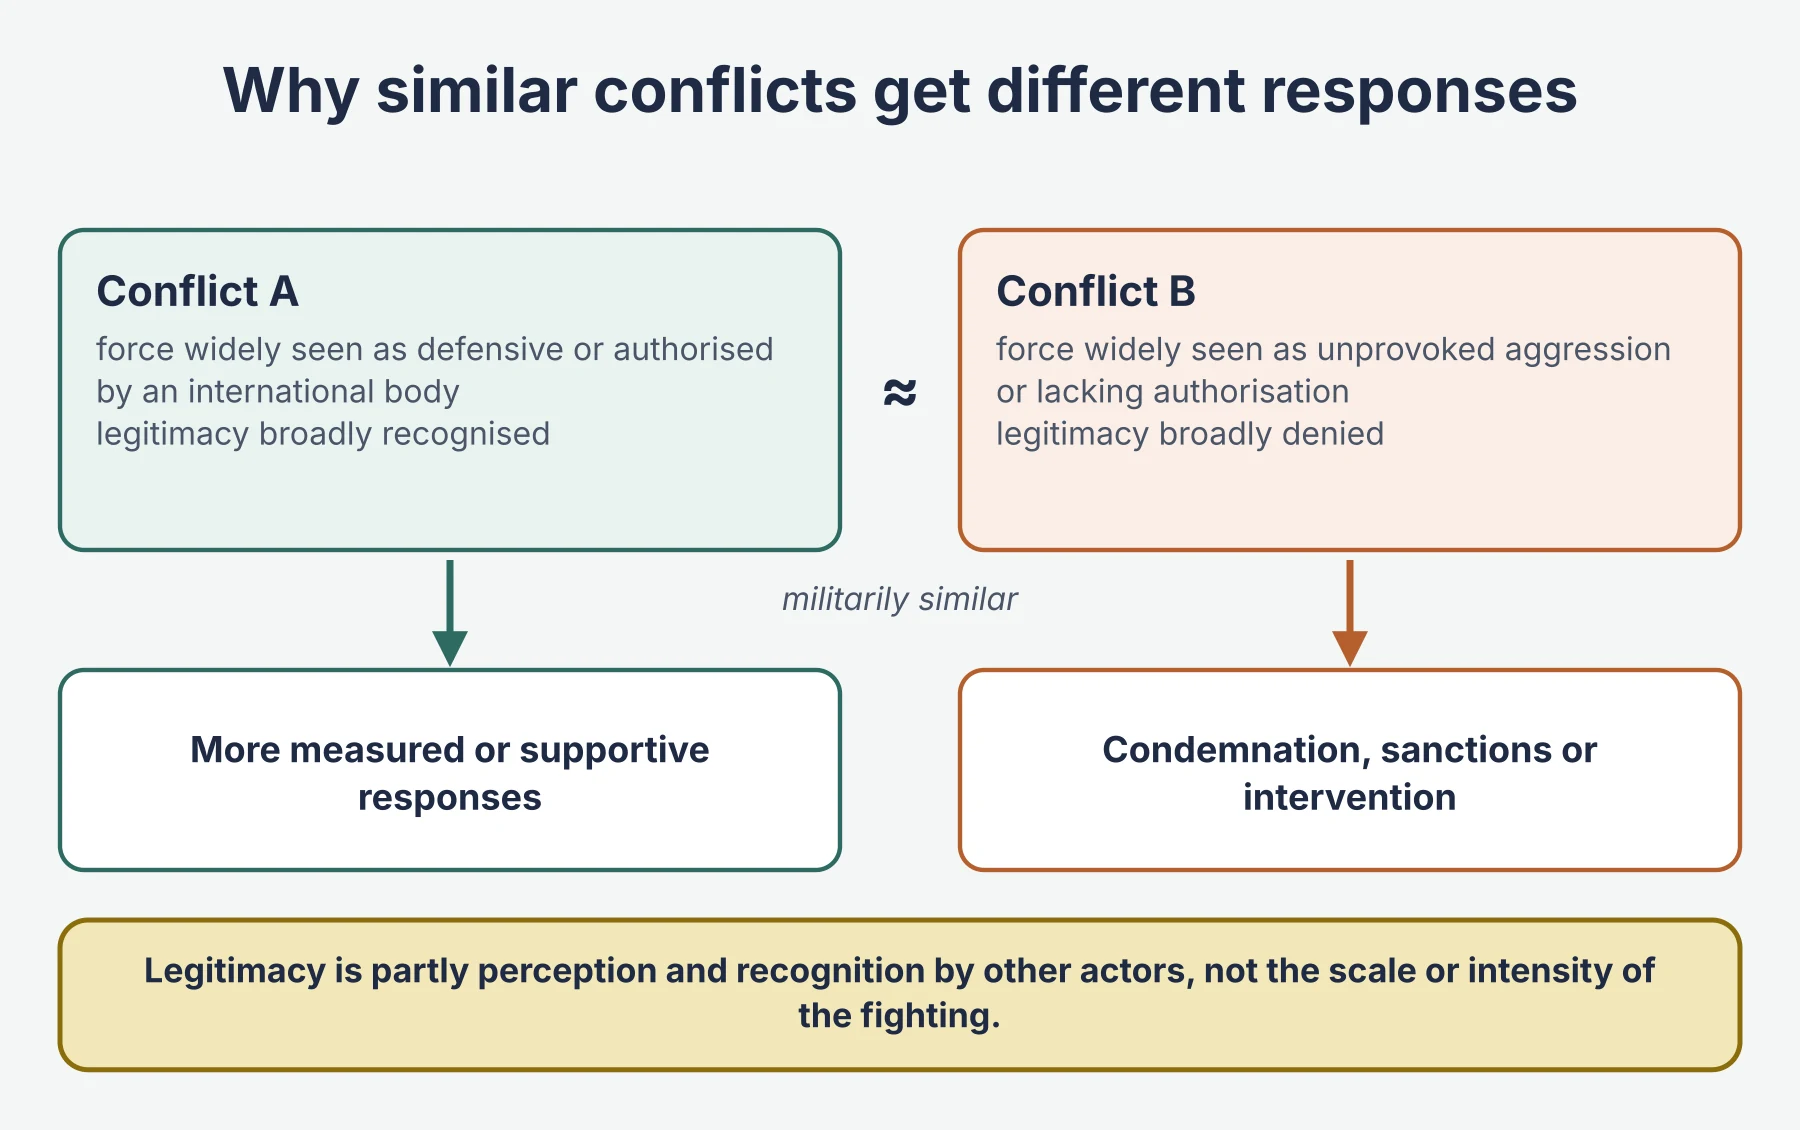 Why similar conflicts get different responses
Conflict A
force widely seen as defensive or authorised
by an international body
legitimacy broadly recognised
≈
Conflict B
force widely seen as unprovoked aggression
or lacking authorisation
legitimacy broadly denied
militarily similar
More measured or supportive
responses
Condemnation, sanctions or
intervention
Legitimacy is partly perception and recognition by other actors, not the scale or intensity of
the fighting.